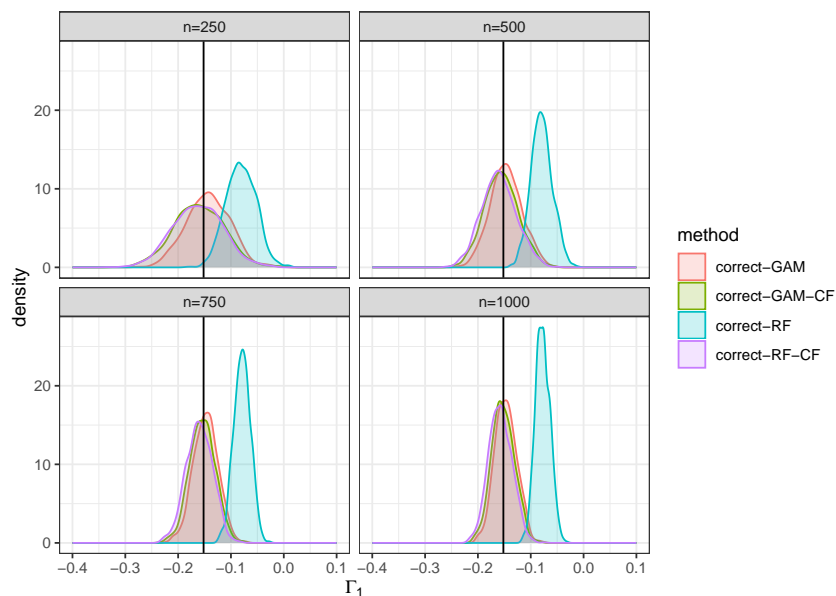 n=250
n=500
20
10
0
n=750
n=1000
20
10
0
−0.4
−0.3
−0.2
−0.1
0.0
0.1
−0.4
−0.3
−0.2
−0.1
0.0
0.1
Γ1
density
method
correct−GAM
correct−GAM−CF
correct−RF
correct−RF−CF